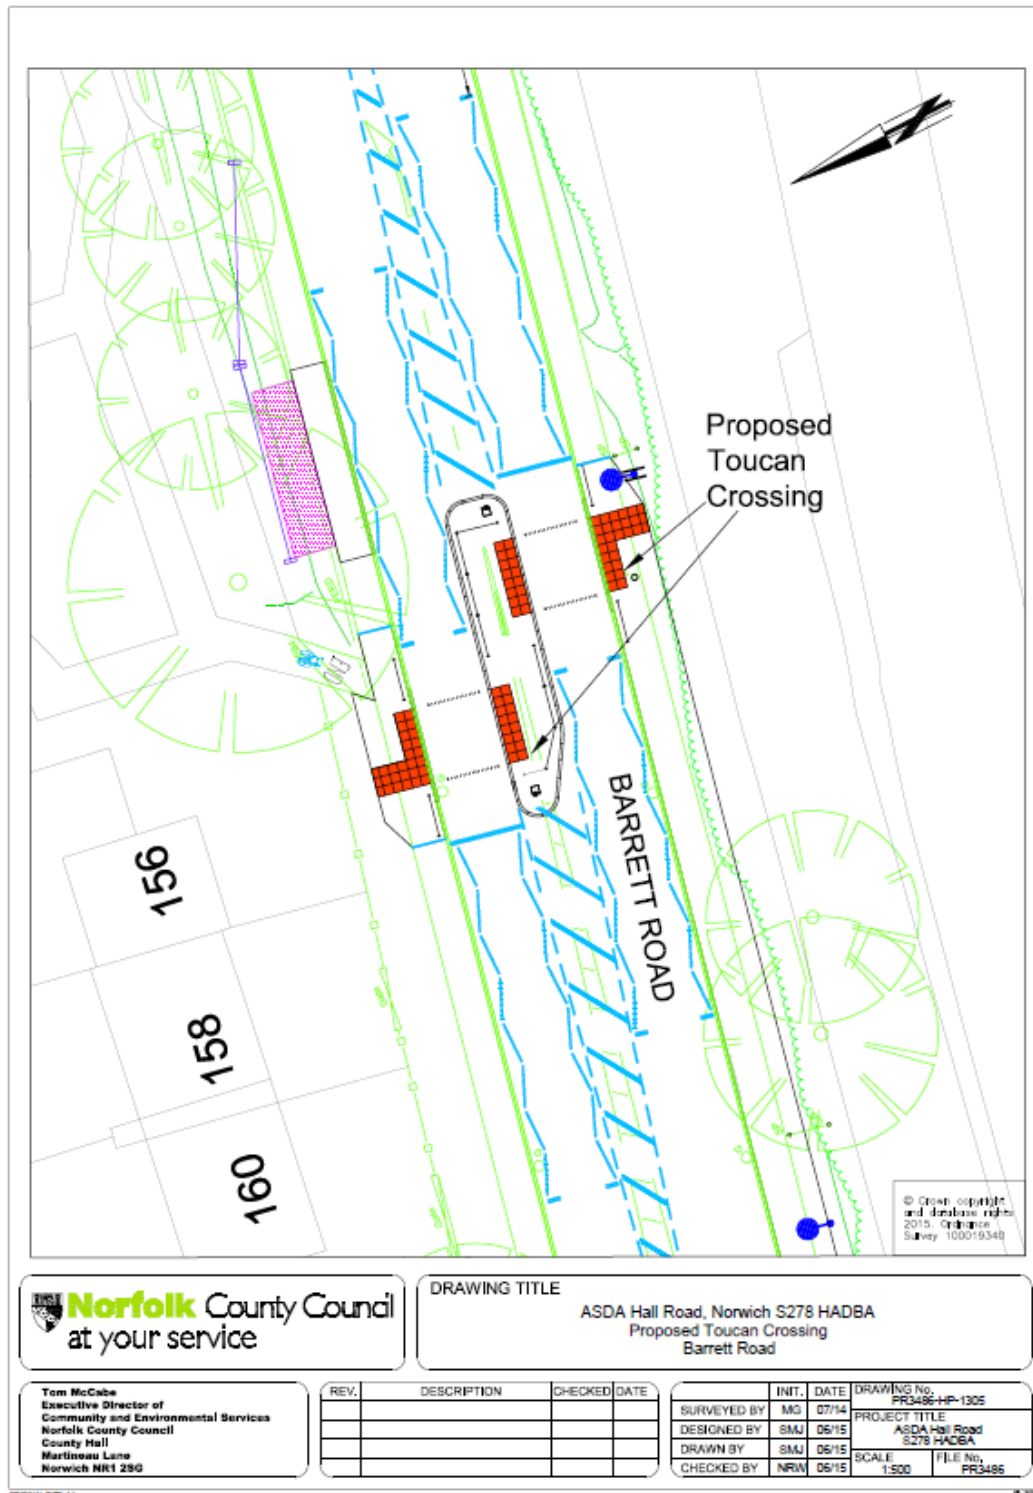 Proposed
Toucan
Crossing
BARRETT ROAD
156
158
160
© Crown copyright
and database rights
2015. Ordnance
Survey 100019340
Norfolk County Council
at your service
DRAWING TITLE
ASDA Hall Road, Norwich S278 HADBA
Proposed Toucan Crossing
Barrett Road
Tom McCabe
Executive Director of
Community and Environmental Services
Norfolk County Council
County Hall
Martineau Lane
Norwich NR1 2SG
REV. DESCRIPTION CHECKED DATE
INIT. DATE
SURVEYED BY MG 07/14
DESIGNED BY SMJ 06/15
DRAWN BY SMJ 06/15
CHECKED BY NRW 06/15
DRAWING No.
PR3486-HP-1305
PROJECT TITLE
ASDA Hall Road
S278 HADBA
SCALE
1:500
FILE No.
PR3486